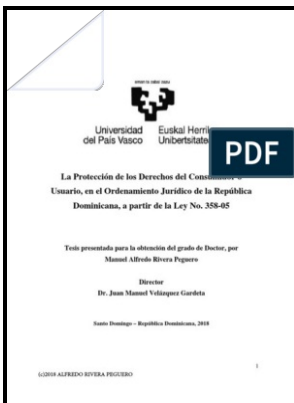 Universidad Euskal
del País Vasco Unibertsitate
PDF
La Protección de los Derechos del
Usuario, en el Ordenamiento Jurídico de la República
Dominicana, a partir de la Ley No. 358-05
Tesis presentada para la obtención del grado de Doctor, por
Manuel Alfredo Rivera Peguero
Director
Dr. Juan Manuel Velázquez Gardeta
Santo Domingo – República Dominicana, 2018
1
(c)2018 ALFREDO RIVERA PEGUERO